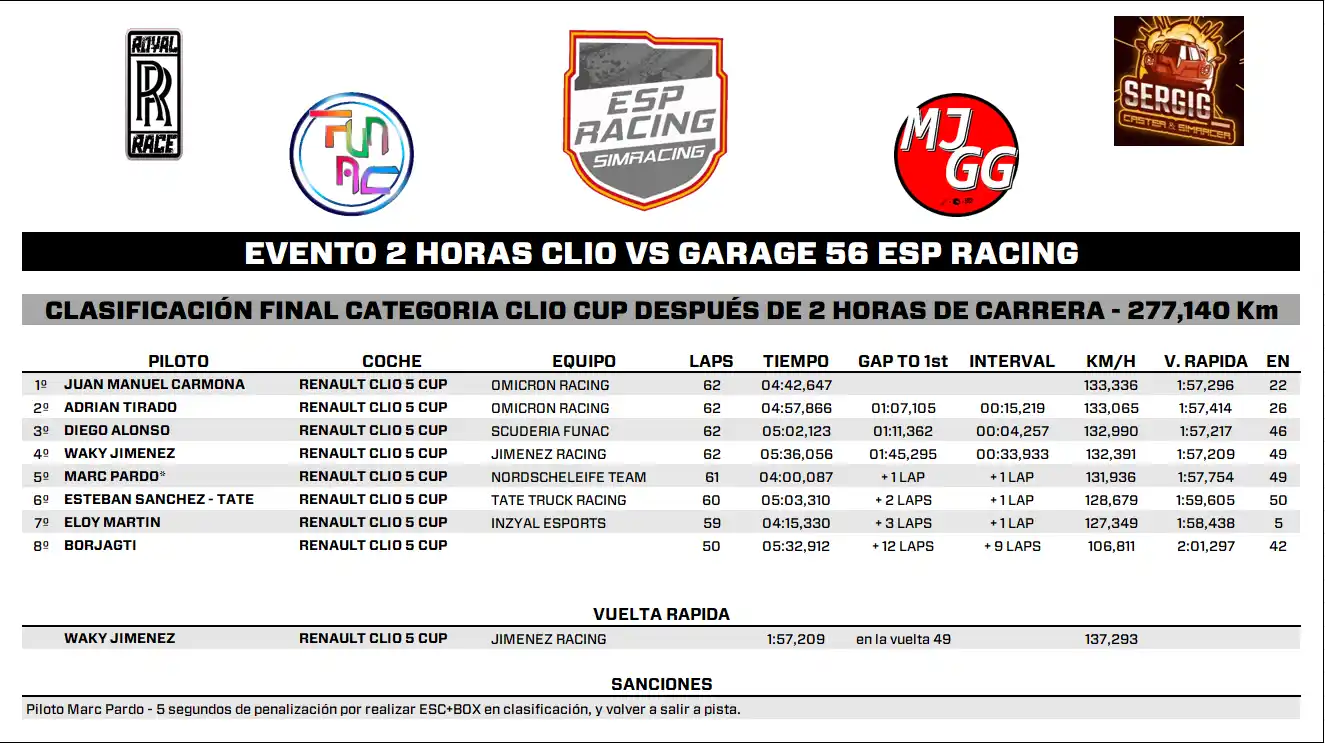 ROYAL
RR
RACE
FUNAC
ESP
RACING
SIMRACING
MJ
GG
SERGIG
CASTER & SIMRACER
EVENTO 2 HORAS CLIO VS GARAGE 56 ESP RACING
CLASIFICACIÓN FINAL CATEGORIA CLIO CUP DESPUÉS DE 2 HORAS DE CARRERA - 277,140 Km
PILOTO COCHE EQUIPO LAPS TIEMPO GAP TO 1st INTERVAL KM/H V. RAPIDA EN
1º JUAN MANUEL CARMONA RENAULT CLIO 5 CUP OMICRON RACING 62 04:42,647 133,336 1:57,296 22
2º ADRIAN TIRADO RENAULT CLIO 5 CUP OMICRON RACING 62 04:57,866 01:07,105 00:15,219 133,065 1:57,414 26
3º DIEGO ALONSO RENAULT CLIO 5 CUP SCUDERIA FUNAC 62 05:02,123 01:11,362 00:04,257 132,990 1:57,217 46
4º WAKY JIMENEZ RENAULT CLIO 5 CUP JIMENEZ RACING 62 05:36,056 01:45,295 00:33,933 132,391 1:57,209 49
5º MARC PARDO* RENAULT CLIO 5 CUP NORDSCHELEIFE TEAM 61 04:00,087 + 1 LAP + 1 LAP 131,936 1:57,754 49
6º ESTEBAN SANCHEZ - TATE RENAULT CLIO 5 CUP TATE TRUCK RACING 60 05:03,310 + 2 LAPS + 1 LAP 128,679 1:59,605 50
7º ELOY MARTIN RENAULT CLIO 5 CUP INZYAL ESPORTS 59 04:15,330 + 3 LAPS + 1 LAP 127,349 1:58,438 5
8º BORJAGTI RENAULT CLIO 5 CUP 50 05:32,912 + 12 LAPS + 9 LAPS 106,811 2:01,297 42
VUELTA RAPIDA
WAKY JIMENEZ RENAULT CLIO 5 CUP JIMENEZ RACING 1:57,209 en la vuelta 49 137,293
SANCIONES
Piloto Marc Pardo - 5 segundos de penalización por realizar ESC+BOX en clasificación, y volver a salir a pista.